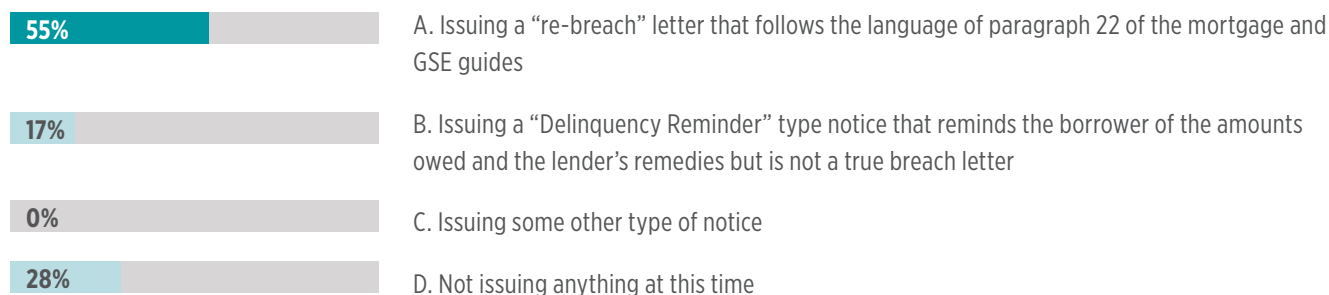 55%
A. Issuing a “re-breach” letter that follows the language of paragraph 22 of the mortgage and
GSE guides
17%
B. Issuing a “Delinquency Reminder” type notice that reminds the borrower of the amounts
owed and the lender’s remedies but is not a true breach letter
0%
C. Issuing some other type of notice
28%
D. Not issuing anything at this time